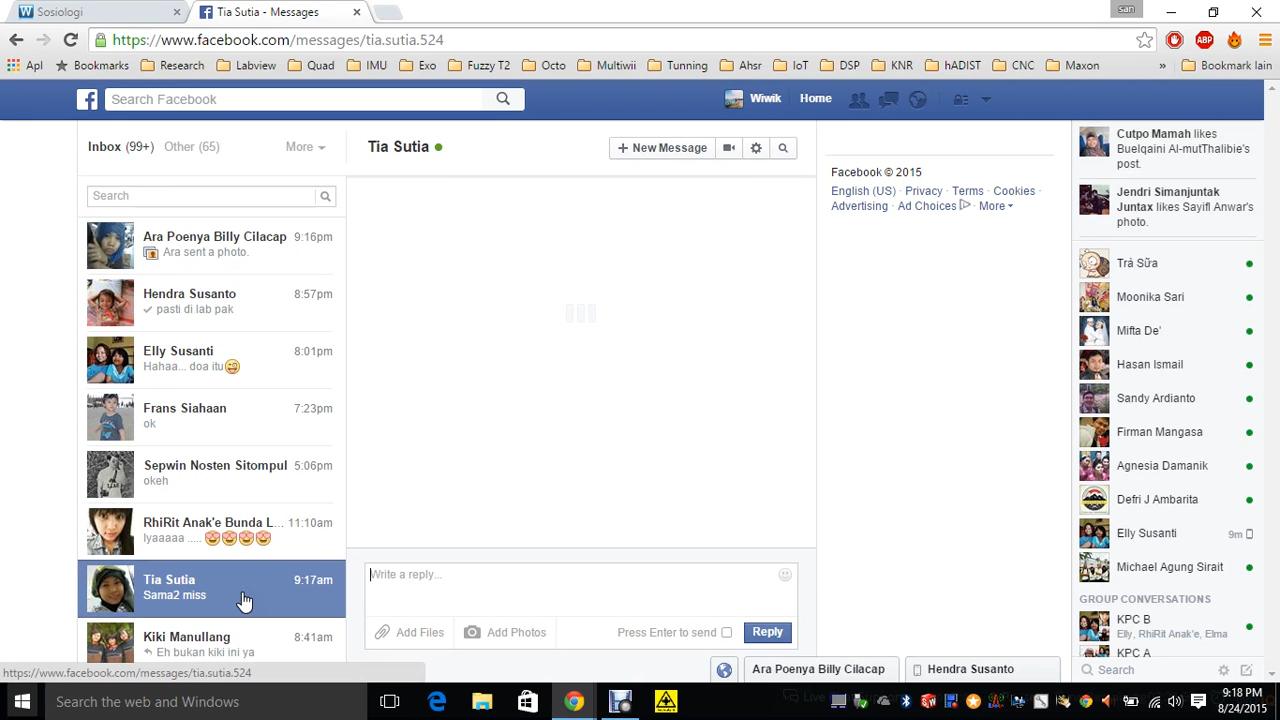 Sosiologi
Tia Sutia - Messages
san
https://www.facebook.com/messages/tia.sutia.524
ABP
Apl
Bookmarks
Research
Labview
Quad
IMU
Exo
Fuzzy T2
Octo
Multiwii
Tunning
Ahsr
IoT
DSP
KNR
hADIST
CNC
Maxon
»
Bookmark lain
Search Facebook
Wiwik
Home
Inbox (99+)
Other (65)
More
Search
Ara Poenya Billy Cilacap 9:16pm
Ara sent a photo.
Hendra Susanto 8:57pm
pasti di lab pak
Elly Susanti 8:01pm
Hahaa... doa itu😜
Frans Siahaan 7:23pm
ok
Sepwin Nosten Sitompul 5:06pm
okeh
RhiRit Anak'e Bunda L... 11:10am
Iyaaaaa ..... 😍😍😍😍
Tia Sutia 9:17am
Sama2 miss
Kiki Manullang 8:41am
Eh bukan kiki ini ya
https://www.facebook.com/messages/tia.sutia.524
Tia Sutia
+ New Message
Write a reply...
Add Files
Add Photos
Press Enter to send
Reply
Facebook © 2015
English (US) · Privacy · Terms · Cookies ·
Advertising · Ad Choices · More
Cutpo Mamah likes
Buelqaini Al-mutThalibie's
post.
Jendri Simanjuntak
Juntax likes Sayifl Anwar's
photo.
Trà Sữa
Moonika Sari
Mifta De'
Hasan Ismail
Sandy Ardianto
Firman Mangasa
Agnesia Damanik
Defri J Ambarita
Elly Susanti 9m
Michael Agung Sirait
GROUP CONVERSATIONS
KPC B
Elly, RhiRit Anak'e, Elma
KPC A
Search
Ara Poenya Billy Cilacap
Hendra Susanto
Search the web and Windows
9:18 PM
8/24/2015